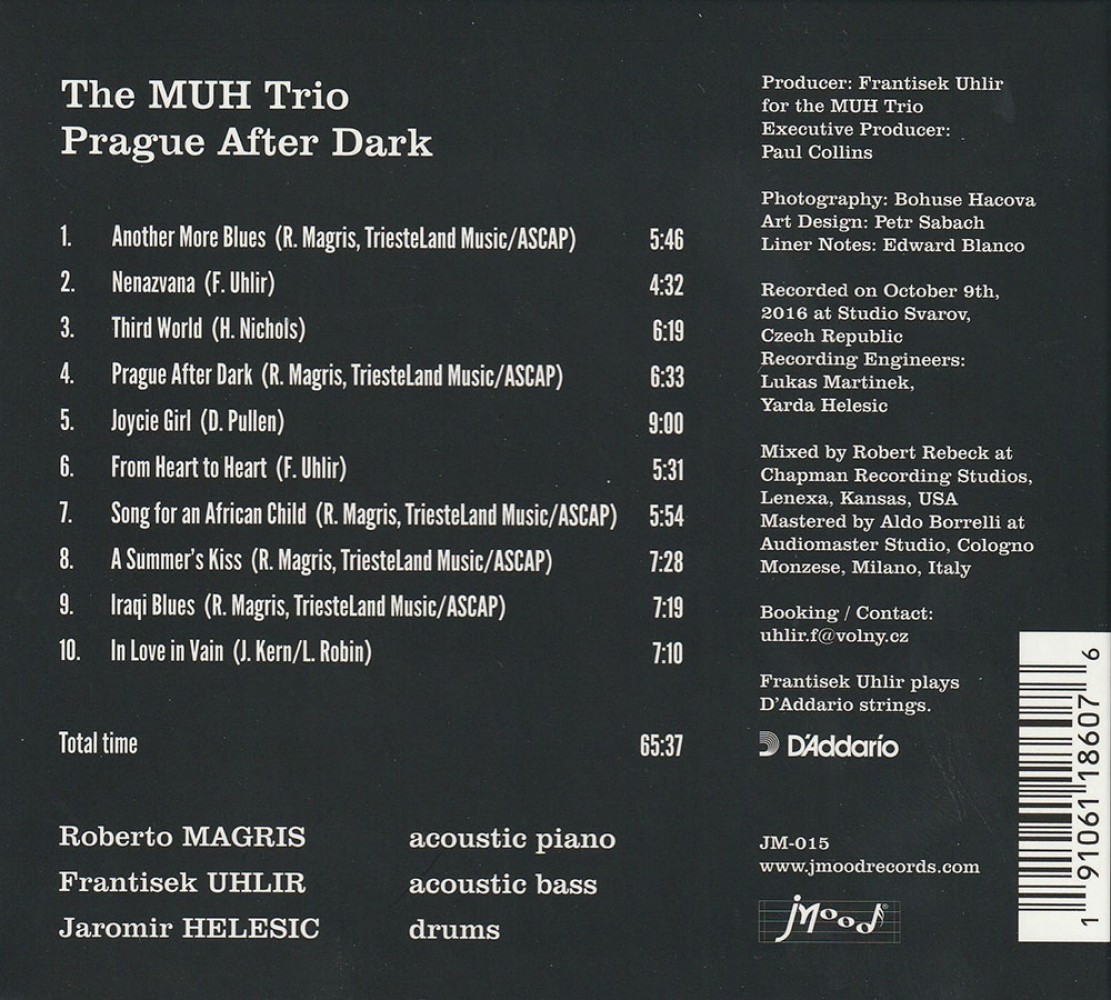 The MUH Trio
Prague After Dark
1. Another More Blues (R. Magris, TriesteLand Music/ASCAP) 5:46
2. Nenazvana (F. Uhlir) 4:32
3. Third World (H. Nichols) 6:19
4. Prague After Dark (R. Magris, TriesteLand Music/ASCAP) 6:33
5. Joycie Girl (D. Pullen) 9:00
6. From Heart to Heart (F. Uhlir) 5:31
7. Song for an African Child (R. Magris, TriesteLand Music/ASCAP) 5:54
8. A Summer's Kiss (R. Magris, TriesteLand Music/ASCAP) 7:28
9. Iraqi Blues (R. Magris, TriesteLand Music/ASCAP) 7:19
10. In Love in Vain (J. Kern/L. Robin) 7:10
Total time 65:37
Roberto MAGRIS acoustic piano
Frantisek UHLIR acoustic bass
Jaromir HELESIC drums
Producer: Frantisek Uhlir
for the MUH Trio
Executive Producer:
Paul Collins
Photography: Bohuse Hacova
Art Design: Petr Sabach
Liner Notes: Edward Blanco
Recorded on October 9th,
2016 at Studio Svarov,
Czech Republic
Recording Engineers:
Lukas Martinek,
Yarda Helesic
Mixed by Robert Rebeck at
Chapman Recording Studios,
Lenexa, Kansas, USA
Mastered by Aldo Borrelli at
Audiomaster Studio, Cologno
Monzese, Milano, Italy
Booking / Contact:
uhlir.f@volny.cz
Frantisek Uhlir plays
D'Addario strings.
D'Addario
JM-015
www.jmoodrecords.com
jMood®
1 91061 18607 6